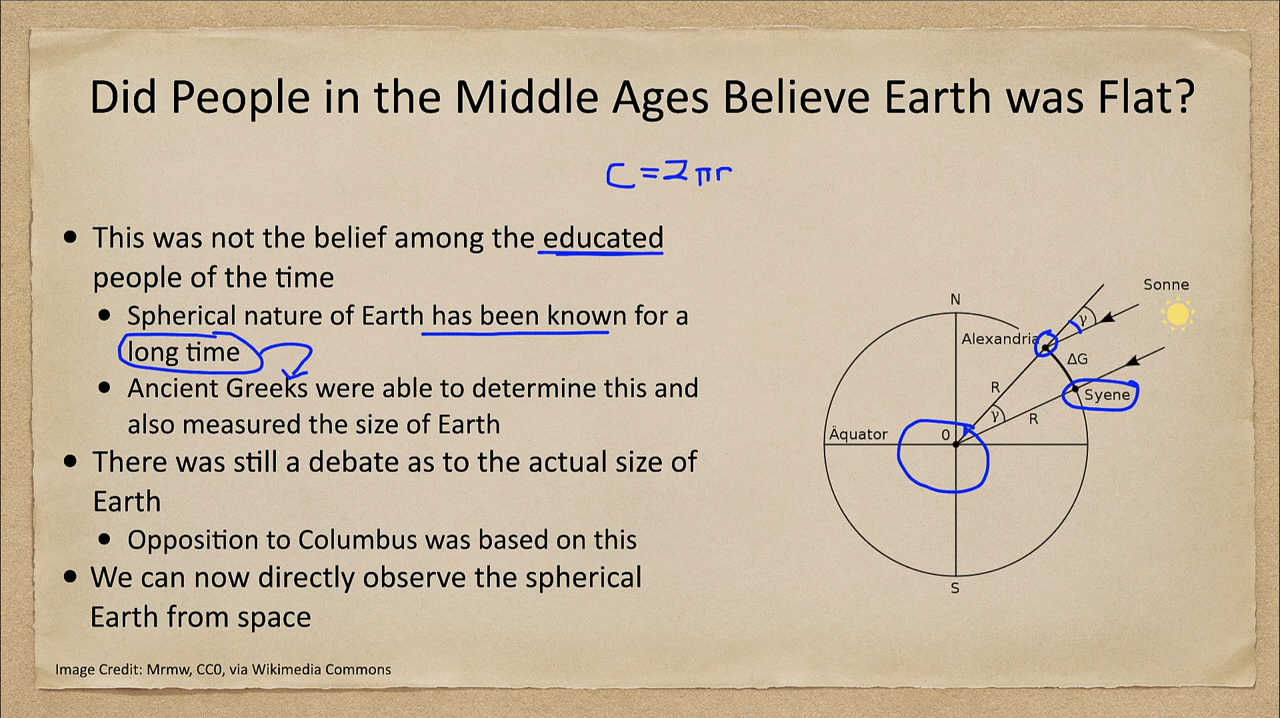 Did People in the Middle Ages Believe Earth was Flat?
C=2πr
• This was not the belief among the educated
people of the time
• Spherical nature of Earth has been known for a
long time
• Ancient Greeks were able to determine this and
also measured the size of Earth
• There was still a debate as to the actual size of
Earth
• Opposition to Columbus was based on this
• We can now directly observe the spherical
Earth from space
Sonne
N
γ
Alexandria
ΔG
R
Syene
γ
R
Äquator
0
S
Image Credit: Mrmw, CC0, via Wikimedia Commons